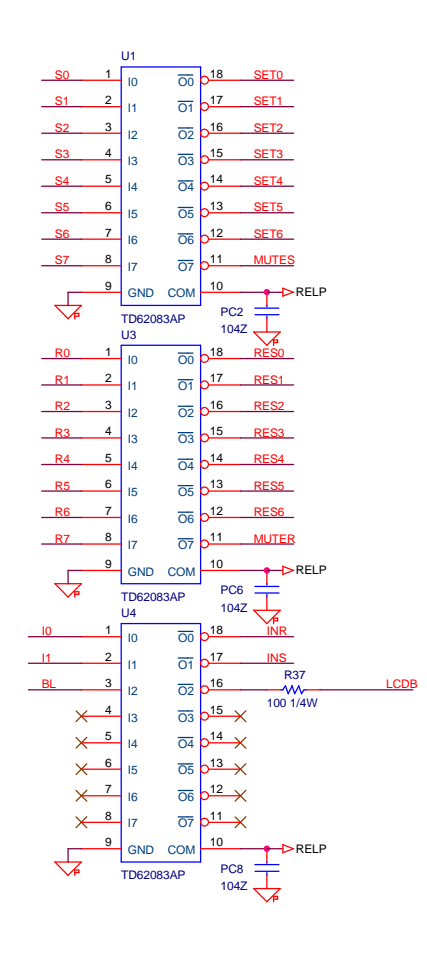 U1
S0 1 I0 O0 18 SET0
S1 2 I1 O1 17 SET1
S2 3 I2 O2 16 SET2
S3 4 I3 O3 15 SET3
S4 5 I4 O4 14 SET4
S5 6 I5 O5 13 SET5
S6 7 I6 O6 12 SET6
S7 8 I7 O7 11 MUTES
9 GND COM 10 RELP
P
PC2
104Z
P
TD62083AP
U3
R0 1 I0 O0 18 RES0
R1 2 I1 O1 17 RES1
R2 3 I2 O2 16 RES2
R3 4 I3 O3 15 RES3
R4 5 I4 O4 14 RES4
R5 6 I5 O5 13 RES5
R6 7 I6 O6 12 RES6
R7 8 I7 O7 11 MUTER
9 GND COM 10 RELP
P
PC6
104Z
P
TD62083AP
U4
I0 1 I0 O0 18 INR
I1 2 I1 O1 17 INS
BL 3 I2 O2 16 R37 LCDB
100 1/4W
4 I3 O3 15
5 I4 O4 14
6 I5 O5 13
7 I6 O6 12
8 I7 O7 11
9 GND COM 10 RELP
P
PC8
104Z
P
TD62083AP